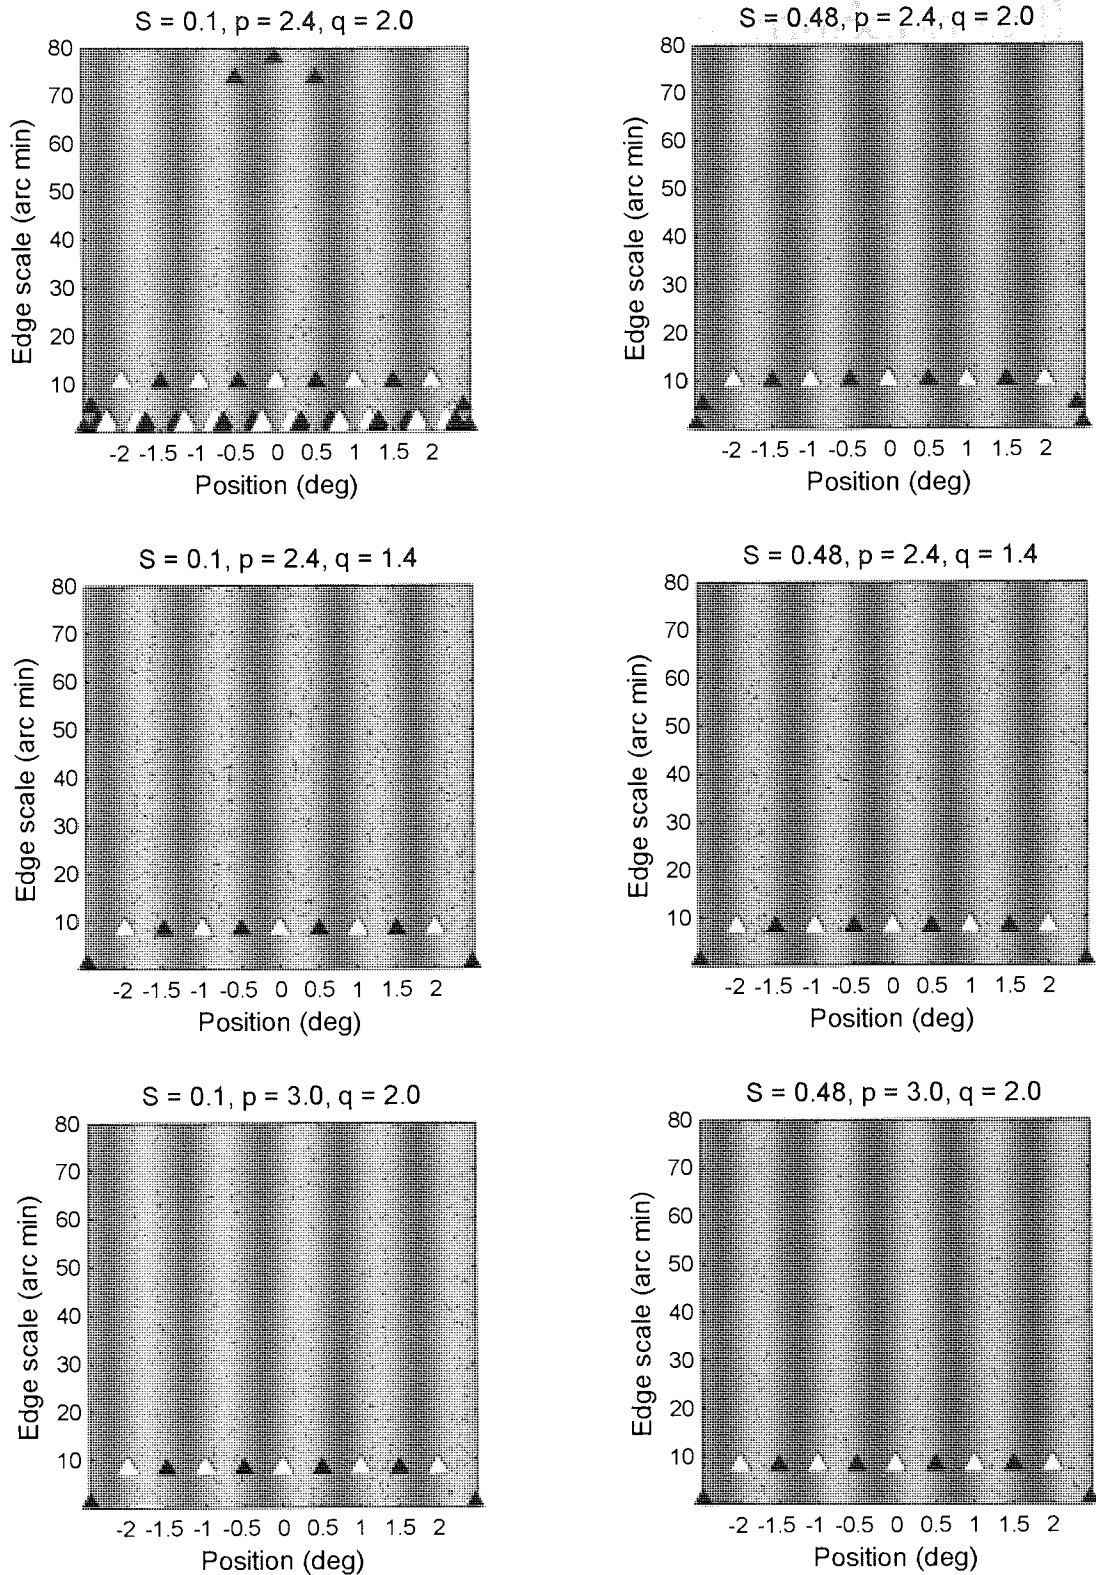 S = 0.1, p = 2.4, q = 2.0
80
70
60
50
40
30
20
10
Edge scale (arc min)
-2 -1.5 -1 -0.5 0 0.5 1 1.5 2
Position (deg)
S = 0.48, p = 2.4, q = 2.0
80
70
60
50
40
30
20
10
Edge scale (arc min)
-2 -1.5 -1 -0.5 0 0.5 1 1.5 2
Position (deg)
S = 0.1, p = 2.4, q = 1.4
80
70
60
50
40
30
20
10
Edge scale (arc min)
-2 -1.5 -1 -0.5 0 0.5 1 1.5 2
Position (deg)
S = 0.48, p = 2.4, q = 1.4
80
70
60
50
40
30
20
10
Edge scale (arc min)
-2 -1.5 -1 -0.5 0 0.5 1 1.5 2
Position (deg)
S = 0.1, p = 3.0, q = 2.0
80
70
60
50
40
30
20
10
Edge scale (arc min)
-2 -1.5 -1 -0.5 0 0.5 1 1.5 2
Position (deg)
S = 0.48, p = 3.0, q = 2.0
80
70
60
50
40
30
20
10
Edge scale (arc min)
-2 -1.5 -1 -0.5 0 0.5 1 1.5 2
Position (deg)